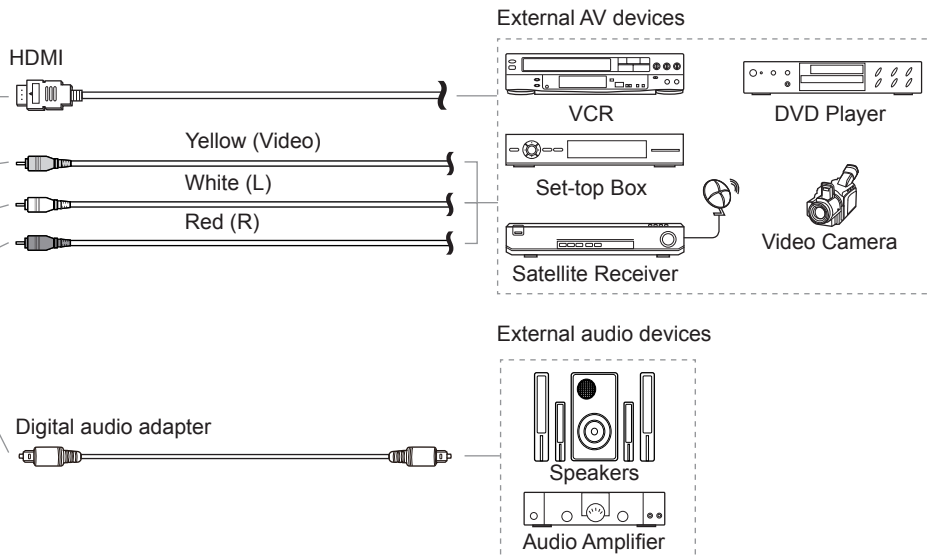 External AV devices
HDMI
VCR
DVD Player
Yellow (Video)
White (L)
Red (R)
Set-top Box
Video Camera
Satellite Receiver
External audio devices
Digital audio adapter
Speakers
Audio Amplifier